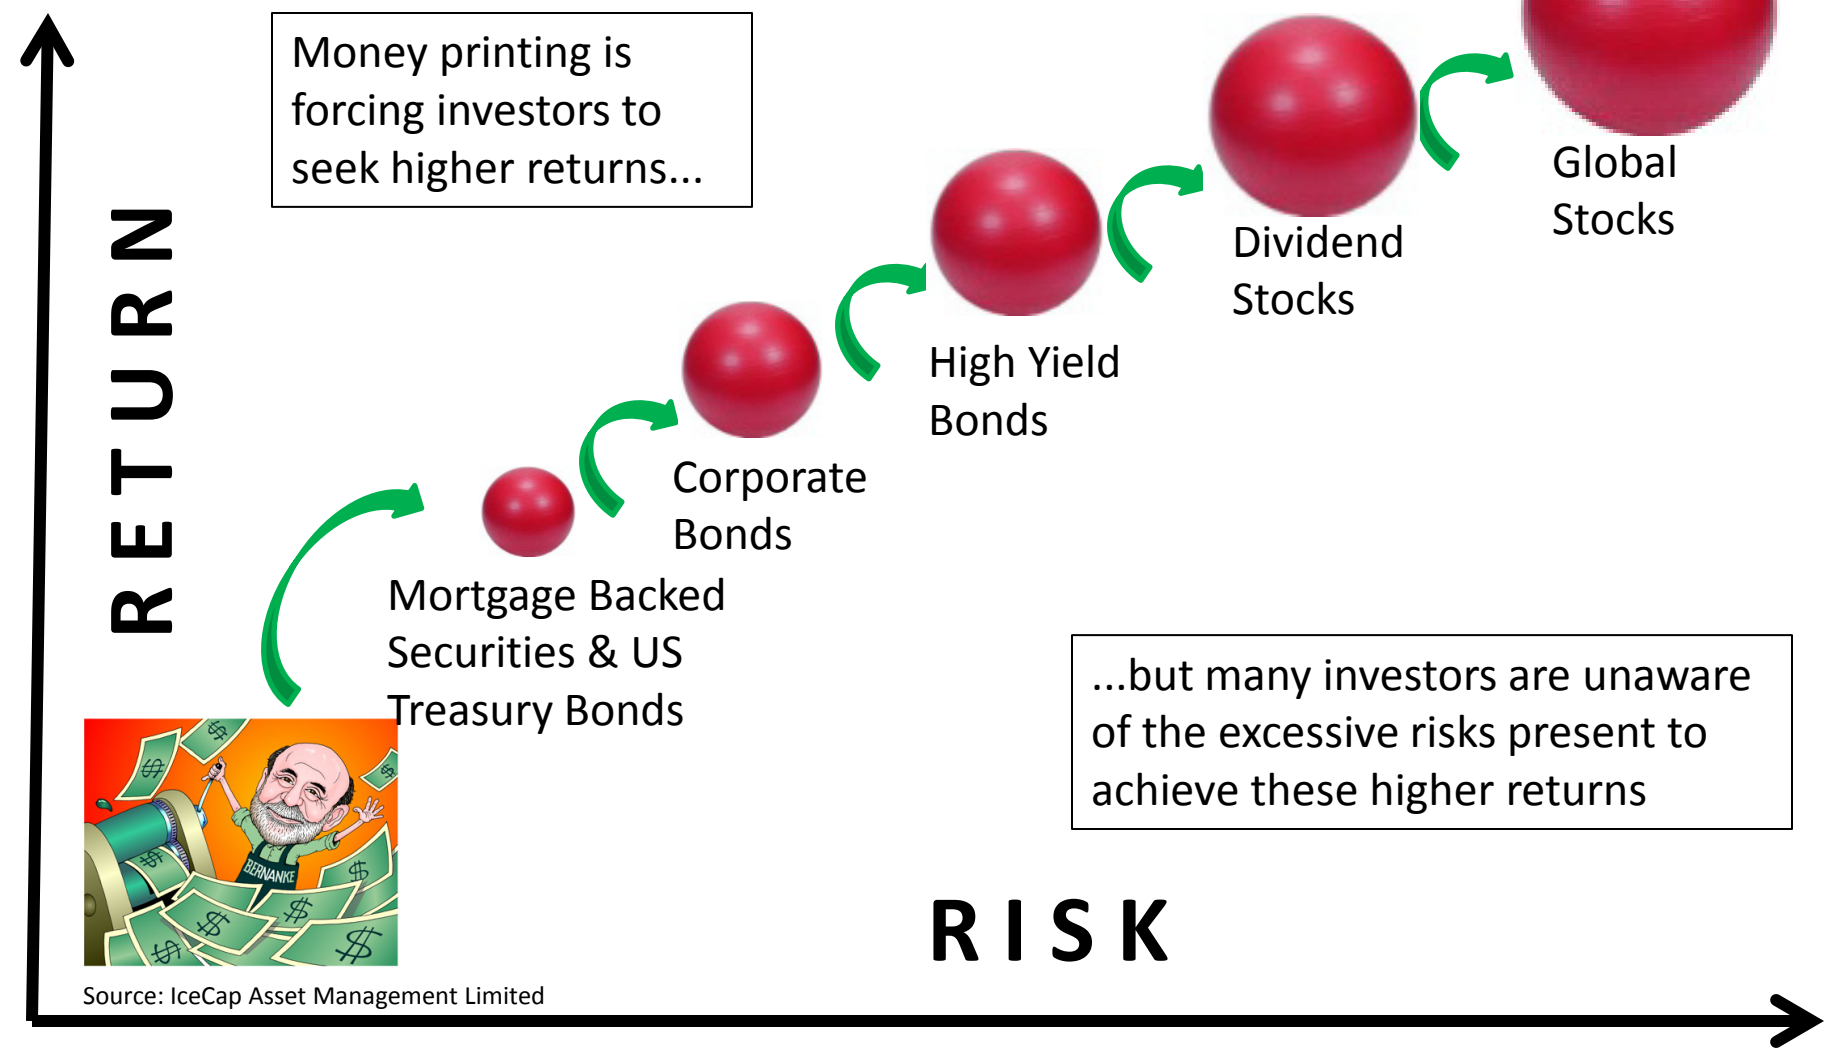 Money printing is
forcing investors to
seek higher returns...
Global
Stocks
Dividend
Stocks
High Yield
Bonds
Corporate
Bonds
Mortgage Backed
Securities & US
Treasury Bonds
RETURN
...but many investors are unaware
of the excessive risks present to
achieve these higher returns
$
$
$
$
BERNANKE
$
$
$
$
$
RISK
Source: IceCap Asset Management Limited